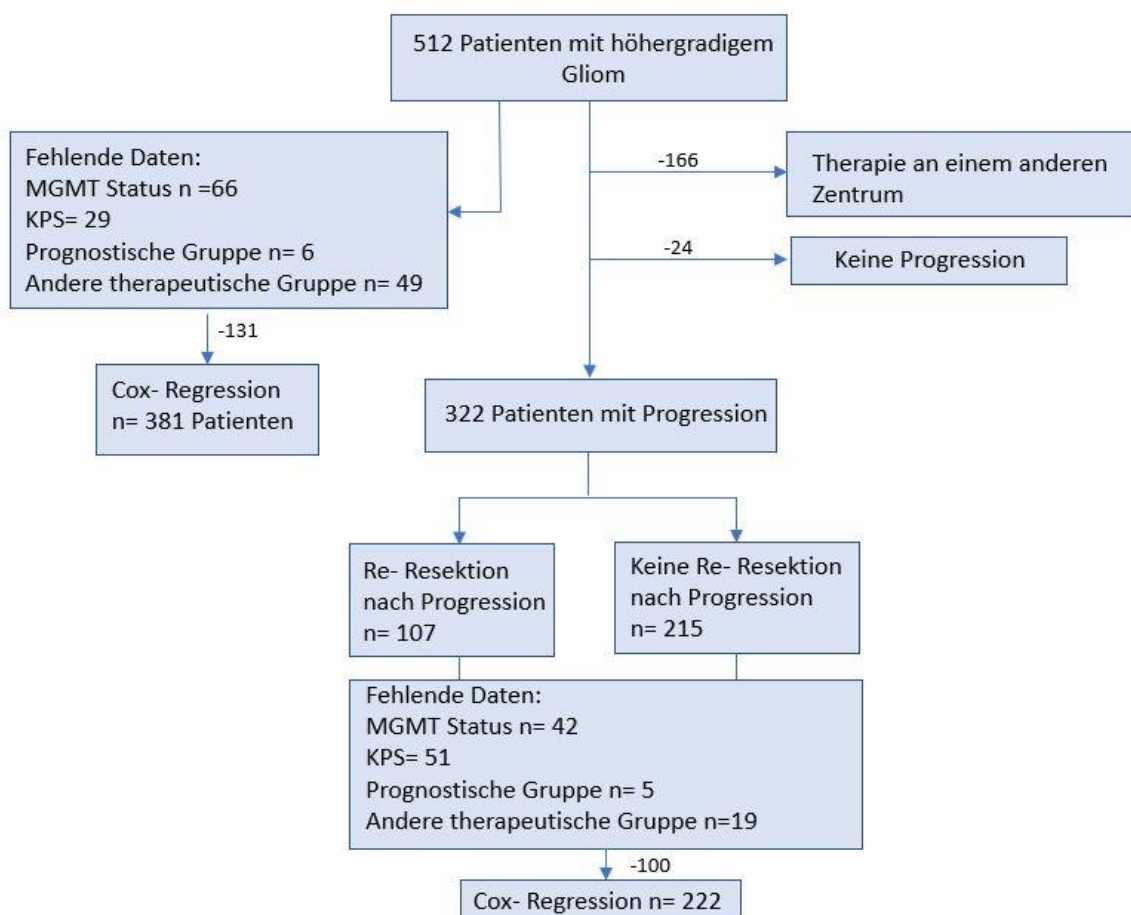 512 Patienten mit höhergradigem
Gliom
Fehlende Daten:
MGMT Status n =66
KPS= 29
Prognostische Gruppe n= 6
Andere therapeutische Gruppe n= 49
-166
Therapie an einem anderen
Zentrum
-24
Keine Progression
-131
Cox- Regression
n= 381 Patienten
322 Patienten mit Progression
Re- Resektion
nach Progression
n= 107
Keine Re- Resektion
nach Progression
n= 215
Fehlende Daten:
MGMT Status n= 42
KPS= 51
Prognostische Gruppe n= 5
Andere therapeutische Gruppe n=19
-100
Cox- Regression n= 222